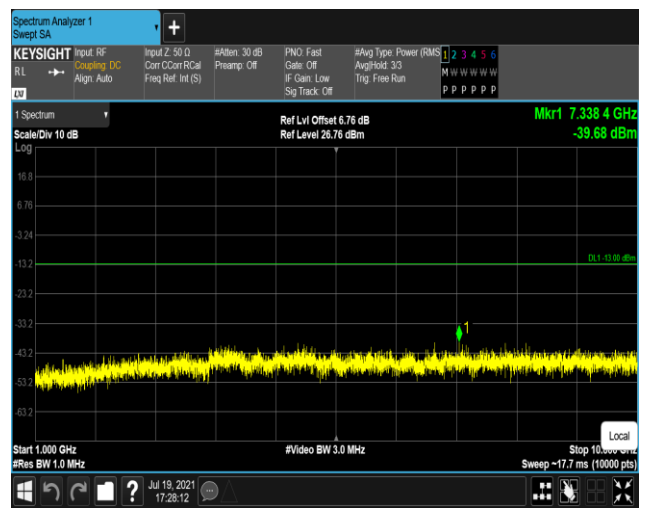 Spectrum Analyzer 1
Swept SA
+
KEYSIGHT
RL
LXI
Input: RF
Coupling: DC
Align: Auto
Input Z: 50 Ω
Corr CCorr RCal
Freq Ref: Int (S)
#Atten: 30 dB
Preamp: Off
PNO: Fast
Gate: Off
IF Gain: Low
Sig Track: Off
#Avg Type: Power (RMS
Avg|Hold: 3/3
Trig: Free Run
1 2 3 4 5 6
M W W W W W
P P P P P P
1 Spectrum
Scale/Div 10 dB
Log
Ref Lvl Offset 6.76 dB
Ref Level 26.76 dBm
Mkr1 7.338 4 GHz
-39.68 dBm
16.8
6.76
-3.24
-13.2
DL1 -13.00 dBm
-23.2
-33.2
1
-43.2
-53.2
-63.2
Local
Start 1.000 GHz
#Res BW 1.0 MHz
#Video BW 3.0 MHz
Stop 10.000 GHz
Sweep ~17.7 ms (10000 pts)
?
Jul 19, 2021
17:28:12